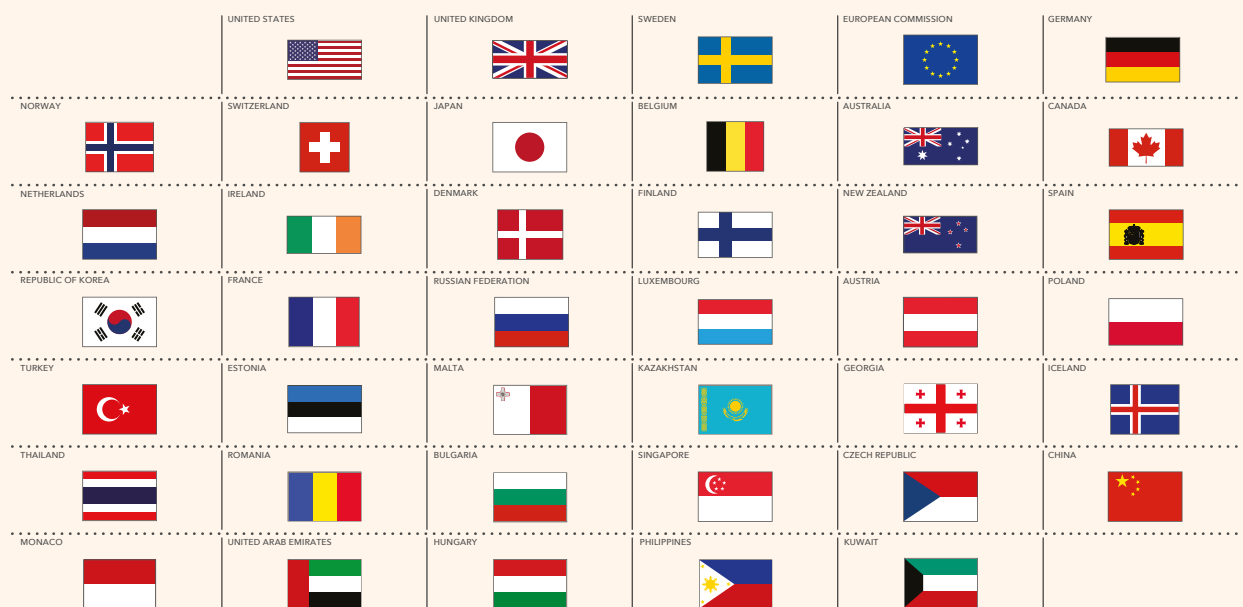 UNITED STATES
UNITED KINGDOM
SWEDEN
EUROPEAN COMMISSION
GERMANY
NORWAY
SWITZERLAND
JAPAN
BELGIUM
AUSTRALIA
CANADA
NETHERLANDS
IRELAND
DENMARK
FINLAND
NEW ZEALAND
SPAIN
REPUBLIC OF KOREA
FRANCE
RUSSIAN FEDERATION
LUXEMBOURG
AUSTRIA
POLAND
TURKEY
ESTONIA
MALTA
KAZAKHSTAN
GEORGIA
ICELAND
THAILAND
ROMANIA
BULGARIA
SINGAPORE
CZECH REPUBLIC
CHINA
MONACO
UNITED ARAB EMIRATES
HUNGARY
PHILIPPINES
KUWAIT